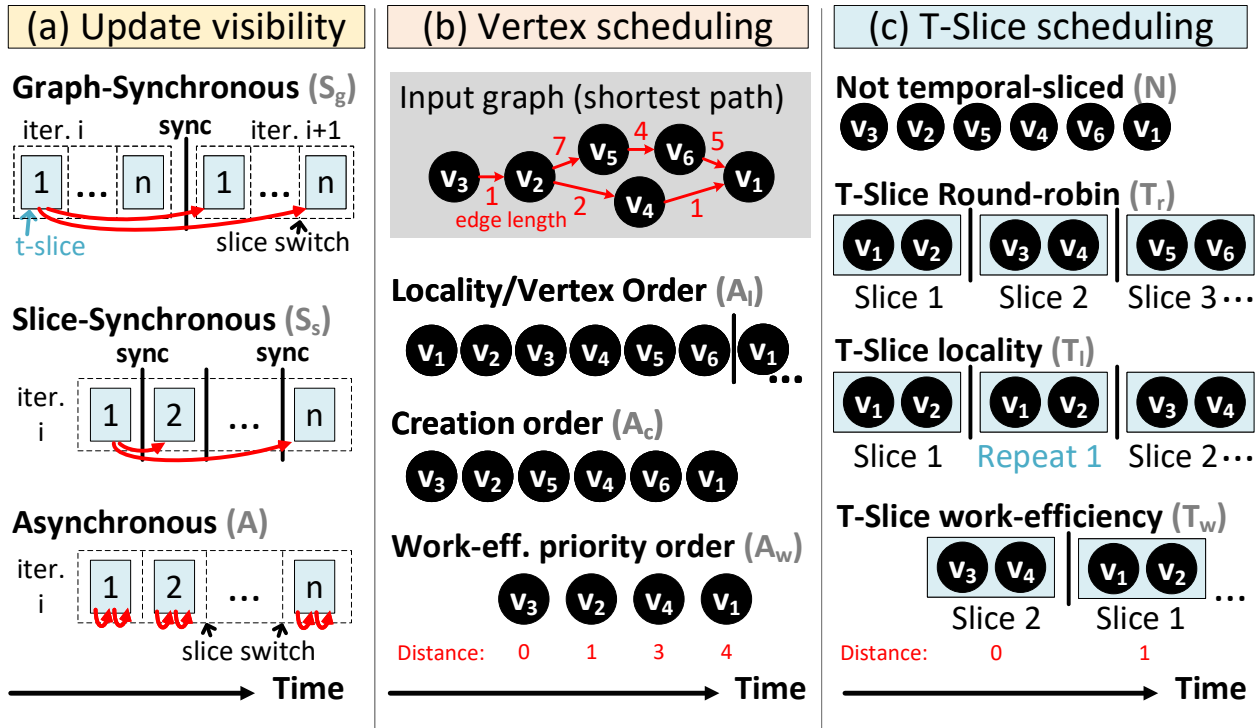 (a) Update visibility
Graph-Synchronous (Sg)
iter. i sync iter. i+1
1 ... n 1 ... n
t-slice slice switch
Slice-Synchronous (Ss)
sync sync
iter. i
1 2 ... n
Asynchronous (A)
iter. i
1 2 ... n
slice switch
Time
(b) Vertex scheduling
Input graph (shortest path)
v3 1 v2 7 v5 4 v6 5 v1
2 v4 1
edge length
Locality/Vertex Order (Al)
v1 v2 v3 v4 v5 v6 v1 ...
Creation order (Ac)
v3 v2 v5 v4 v6 v1
Work-eff. priority order (Aw)
v3 v2 v4 v1
Distance: 0 1 3 4
Time
(c) T-Slice scheduling
Not temporal-sliced (N)
v3 v2 v5 v4 v6 v1
T-Slice Round-robin (Tr)
v1 v2 v3 v4 v5 v6
Slice 1 Slice 2 Slice 3 ...
T-Slice locality (Tl)
v1 v2 v1 v2 v3 v4
Slice 1 Repeat 1 Slice 2 ...
T-Slice work-efficiency (Tw)
v3 v4 v1 v2 ...
Slice 2 Slice 1
Distance: 0 1
Time